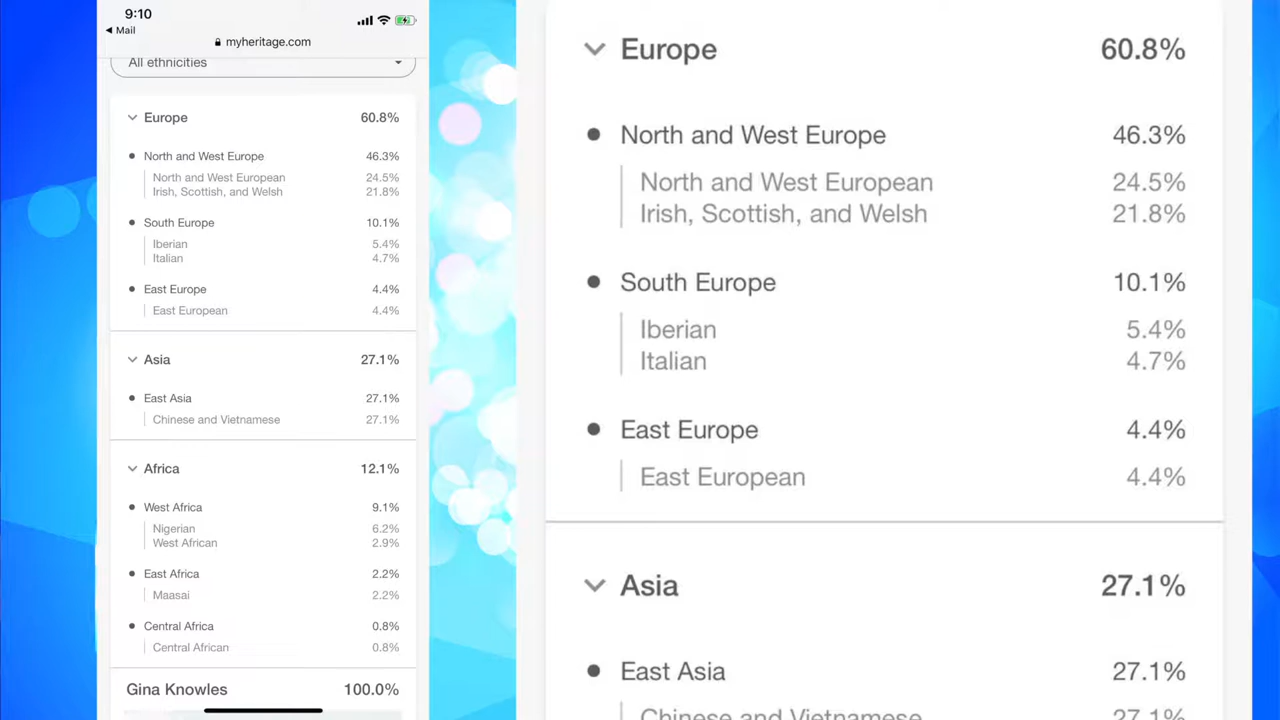 9:10
Mail
myheritage.com
All ethnicities
Europe 60.8%
North and West Europe 46.3%
North and West European 24.5%
Irish, Scottish, and Welsh 21.8%
South Europe 10.1%
Iberian 5.4%
Italian 4.7%
East Europe 4.4%
East European 4.4%
Asia 27.1%
East Asia 27.1%
Chinese and Vietnamese 27.1%
Africa 12.1%
West Africa 9.1%
Nigerian 6.2%
West African 2.9%
East Africa 2.2%
Maasai 2.2%
Central Africa 0.8%
Central African 0.8%
Gina Knowles 100.0%
Europe 60.8%
North and West Europe 46.3%
North and West European 24.5%
Irish, Scottish, and Welsh 21.8%
South Europe 10.1%
Iberian 5.4%
Italian 4.7%
East Europe 4.4%
East European 4.4%
Asia 27.1%
East Asia 27.1%
Chinese and Vietnamese 27.1%